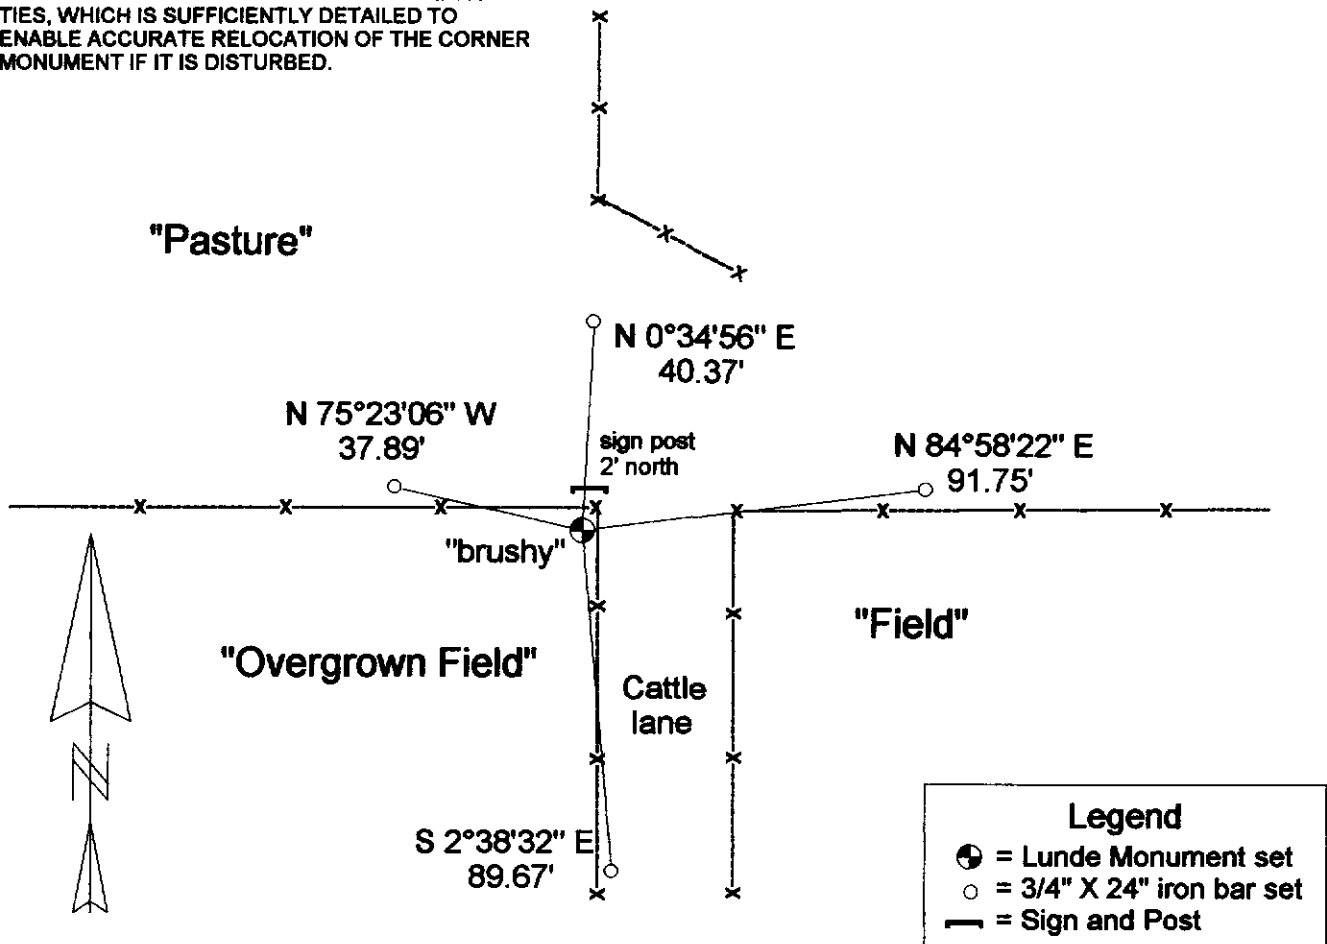 TIES, WHICH IS SUFFICIENTLY DETAILED TO
ENABLE ACCURATE RELOCATION OF THE CORNER
MONUMENT IF IT IS DISTURBED.
"Pasture"
N 0°34'56" E
40.37'
N 75°23'06" W
37.89'
sign post
2' north
N 84°58'22" E
91.75'
"brushy"
"Field"
"Overgrown Field"
Cattle
lane
N
S 2°38'32" E
89.67'
Legend
= Lunde Monument set
= 3/4" X 24" iron bar set
= Sign and Post